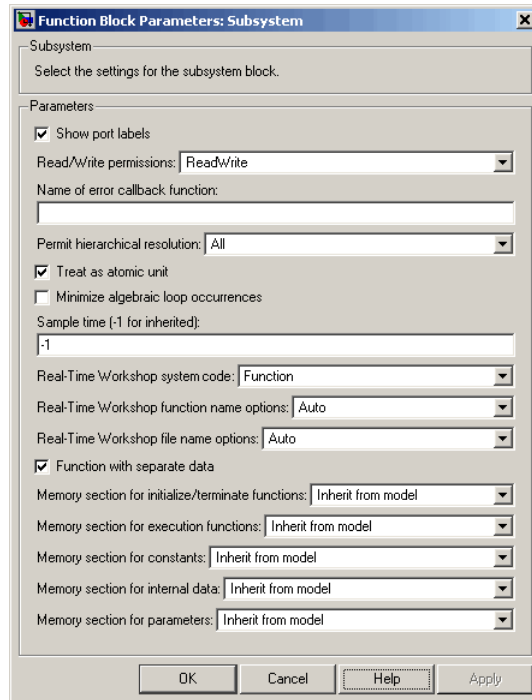 Function Block Parameters: Subsystem
Subsystem
Select the settings for the subsystem block.
Parameters
Show port labels
Read/Write permissions: ReadWrite
Name of error callback function:
Permit hierarchical resolution: All
Treat as atomic unit
Minimize algebraic loop occurrences
Sample time (-1 for inherited):
-1
Real-Time Workshop system code: Function
Real-Time Workshop function name options: Auto
Real-Time Workshop file name options: Auto
Function with separate data
Memory section for initialize/terminate functions: Inherit from model
Memory section for execution functions: Inherit from model
Memory section for constants: Inherit from model
Memory section for internal data: Inherit from model
Memory section for parameters: Inherit from model
OK Cancel Help Apply